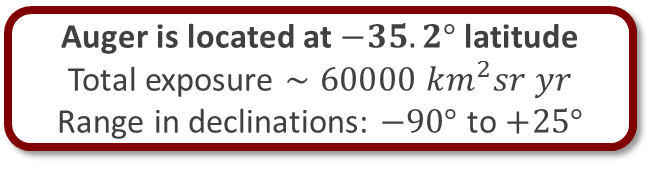 Auger is located at −35.2° latitude
Total exposure ~ 60000 km²sr yr
Range in declinations: −90° to +25°